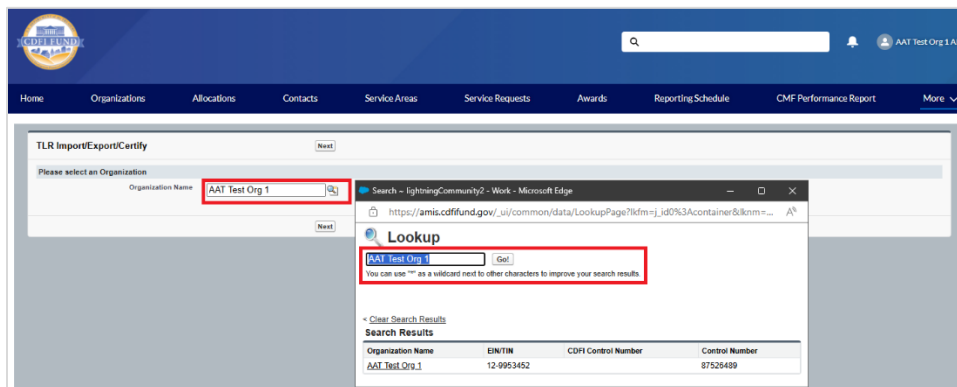 CDFI FUND
AAT Test Org 1 A
Home Organizations Allocations Contacts Service Areas Service Requests Awards Reporting Schedule CMF Performance Report More
TLR Import/Export/Certify Next
Please select an Organization
Organization Name AAT Test Org 1
Next
Search ~ lightningCommunity2 - Work - Microsoft Edge
https://amis.cdfifund.gov/_ui/common/data/LookupPage?lkfm=j_id0%3Acontainer&lknm=...
Lookup
AAT Test Org 1 Go!
You can use "*" as a wildcard next to other characters to improve your search results.
< Clear Search Results
Search Results
Organization Name EIN/TIN CDFI Control Number Control Number
AAT Test Org 1 12-9953452 87526489